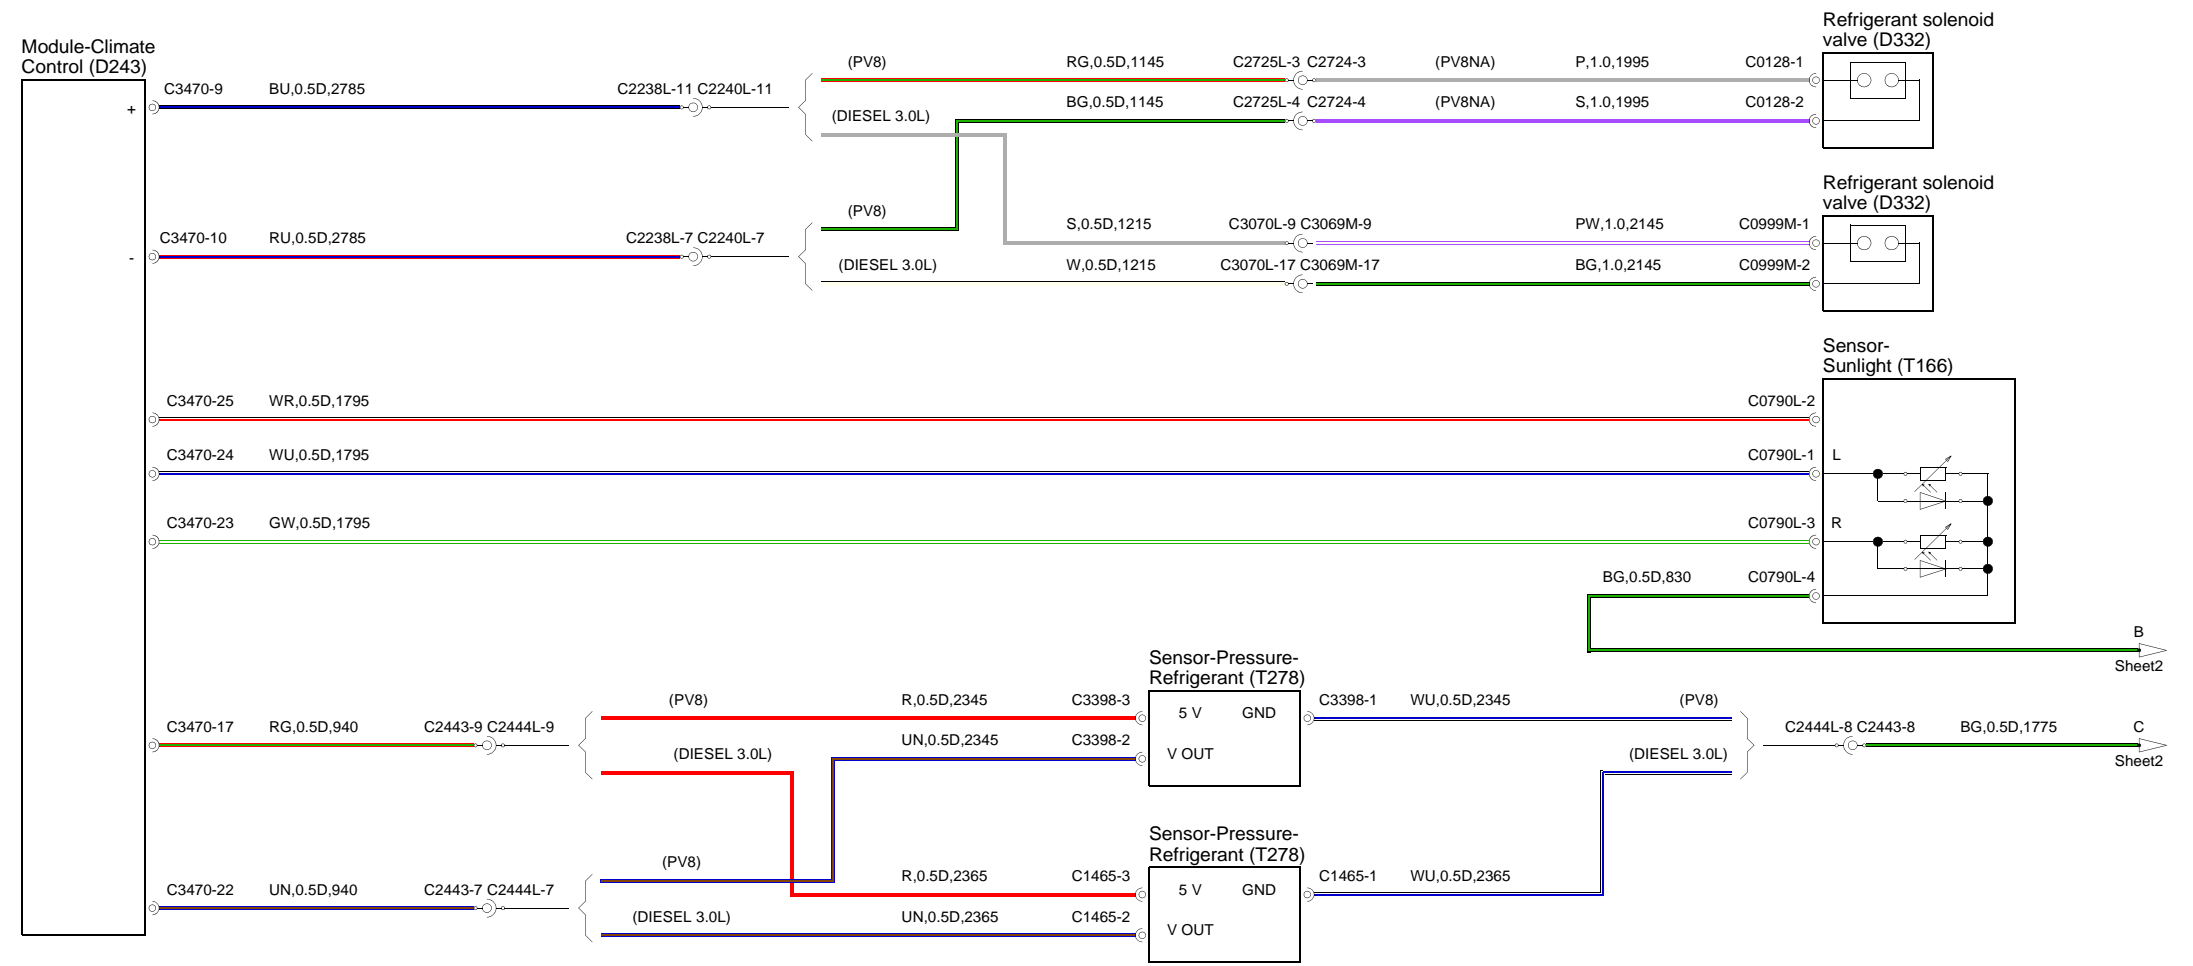 Module-Climate
Control (D243)
+
-
C3470-9
BU,0.5D,2785
C2238L-11 C2240L-11
(PV8)
RG,0.5D,1145
C2725L-3 C2724-3
(PV8NA)
P,1.0,1995
C0128-1
Refrigerant solenoid
valve (D332)
(DIESEL 3.0L)
BG,0.5D,1145
C2725L-4 C2724-4
(PV8NA)
S,1.0,1995
C0128-2
C3470-10
RU,0.5D,2785
C2238L-7 C2240L-7
(PV8)
S,0.5D,1215
C3070L-9 C3069M-9
PW,1.0,2145
C0999M-1
Refrigerant solenoid
valve (D332)
(DIESEL 3.0L)
W,0.5D,1215
C3070L-17 C3069M-17
BG,1.0,2145
C0999M-2
Sensor-
Sunlight (T166)
C3470-25
WR,0.5D,1795
C0790L-2
C3470-24
WU,0.5D,1795
C0790L-1
L
C3470-23
GW,0.5D,1795
C0790L-3
R
BG,0.5D,830
C0790L-4
B
Sheet2
Sensor-Pressure-
Refrigerant (T278)
C3470-17
RG,0.5D,940
C2443-9 C2444L-9
(PV8)
R,0.5D,2345
C3398-3
5 V
GND
C3398-1
WU,0.5D,2345
(PV8)
(DIESEL 3.0L)
UN,0.5D,2345
C3398-2
V OUT
(DIESEL 3.0L)
C2444L-8 C2443-8
BG,0.5D,1775
C
Sheet2
Sensor-Pressure-
Refrigerant (T278)
C3470-22
UN,0.5D,940
C2443-7 C2444L-7
(PV8)
R,0.5D,2365
C1465-3
5 V
GND
C1465-1
WU,0.5D,2365
(DIESEL 3.0L)
UN,0.5D,2365
C1465-2
V OUT